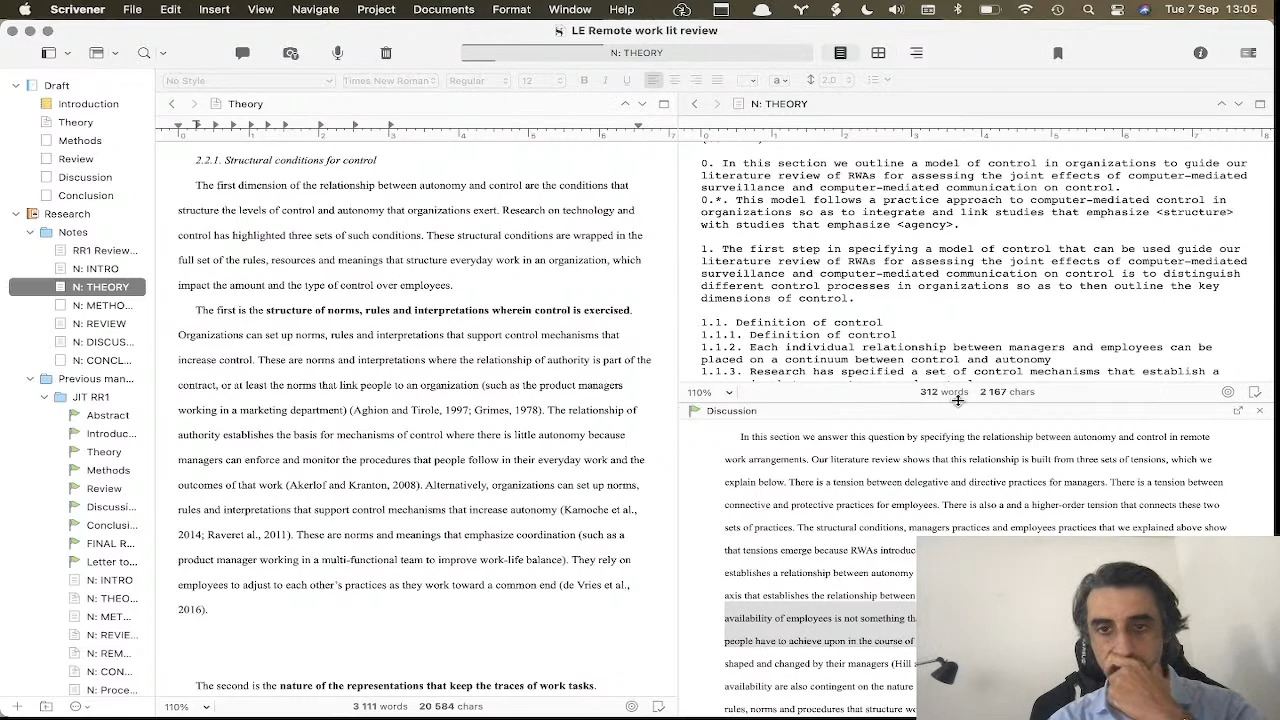 Scrivener File Edit Insert View Navigate Project Documents Format Window Help Tue 7 Sep 13:05
LE Remote work lit review
N: THEORY
No Style Times New Roman Regular 12 B I U a 2.0
Draft
Introduction
Theory
Methods
Review
Discussion
Conclusion
Research
Notes
RR1 Review...
N: INTRO
N: THEORY
N: METHO...
N: REVIEW
N: DISCUS...
N: CONCL...
Previous man...
JIT RR1
Abstract
Introduc...
Theory
Methods
Review
Discussi...
Conclusi...
FINAL R...
Letter to...
N: INTRO
N: THEO...
N: MET...
N: REVIE...
N: REM...
N: CON...
N: Proce...
Theory
0 1 2 3 4 5 6 7
2.2.1. Structural conditions for control
The first dimension of the relationship between autonomy and control are the conditions that
structure the levels of control and autonomy that organizations exert. Research on technology and
control has highlighted three sets of such conditions. These structural conditions are wrapped in the
full set of the rules, resources and meanings that structure everyday work in an organization, which
impact the amount and the type of control over employees.
The first is the structure of norms, rules and interpretations wherein control is exercised.
Organizations can set up norms, rules and interpretations that support control mechanisms that
increase control. These are norms and interpretations where the relationship of authority is part of the
contract, or at least the norms that link people to an organization (such as the product managers
working in a marketing department) (Aghion and Tirole, 1997; Grimes, 1978). The relationship of
authority establishes the basis for mechanisms of control where there is little autonomy because
managers can enforce and monitor the procedures that people follow in their everyday work and the
outcomes of that work (Akerlof and Kranton, 2008). Alternatively, organizations can set up norms,
rules and interpretations that support control mechanisms that increase autonomy (Kamoche et al.,
2014; Raveret al., 2011). These are norms and meanings that emphasize coordination (such as a
product manager working in a multi-functional team to improve work-life balance). They rely on
employees to adjust to each other's practices as they work toward a common end (de Vries et al.,
2016).
The second is the nature of the representations that keep the traces of work tasks.
110% 3 111 words 20 584 chars
N: THEORY
0 1 2 3 4 5 6 7 8
0. In this section we outline a model of control in organizations to guide our
literature review of RWAs for assessing the joint effects of computer-mediated
surveillance and computer-mediated communication on control.
0.*. This model follows a practice approach to computer-mediated control in
organizations so as to integrate and link studies that emphasize <structure>
with studies that emphasize <agency>.
1. The first step in specifying a model of control that can be used guide our
literature review of RWAs for assessing the joint effects of computer-mediated
surveillance and computer-mediated communication on control is to distinguish
different control processes in organizations so as to then outline the key
dimensions of control.
1.1. Definition of control
1.1.1. Definition of control
1.1.2. Each individual relationship between managers and employees can be
placed on a continuum between control and autonomy
1.1.3. Research has specified a set of control mechanisms that establish a
110% 312 words 2 167 chars
Discussion
In this section we answer this question by specifying the relationship between autonomy and control in remote
work arrangements. Our literature review shows that this relationship is built from three sets of tensions, which we
explain below. There is a tension between delegative and directive practices for managers. There is a tension between
connective and protective practices for employees. There is also a and a higher-order tension that connects these two
sets of practices. The structural conditions, managers practices and employees practices that we explained above show
that tensions emerge because RWAs introduc
establishes a relationship between autonomy
axis that establishes the relationship between
availability of employees is not something th
people have to achieve upon in the course of
shaped and changed by their managers (Hill
availability are also contingent on the nature
rules, norms and procedures that structure wo